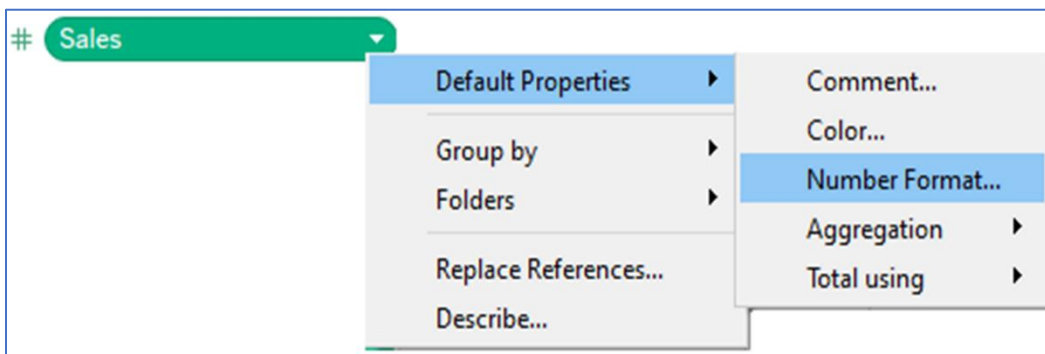 # Sales
Default Properties
Group by
Folders
Replace References...
Describe...
Comment...
Color...
Number Format...
Aggregation
Total using